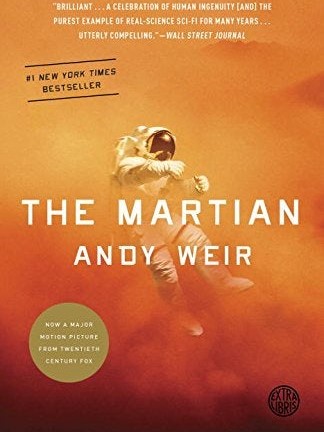 "BRILLIANT . . . A CELEBRATION OF HUMAN INGENUITY [AND] THE
PUREST EXAMPLE OF REAL-SCIENCE SCI-FI FOR MANY YEARS . . .
UTTERLY COMPELLING."—WALL STREET JOURNAL
#1 NEW YORK TIMES
BESTSELLER
THE MARTIAN
ANDY WEIR
NOW A MAJOR
MOTION PICTURE
FROM TWENTIETH
CENTURY FOX
EXTRA
LIBRIS